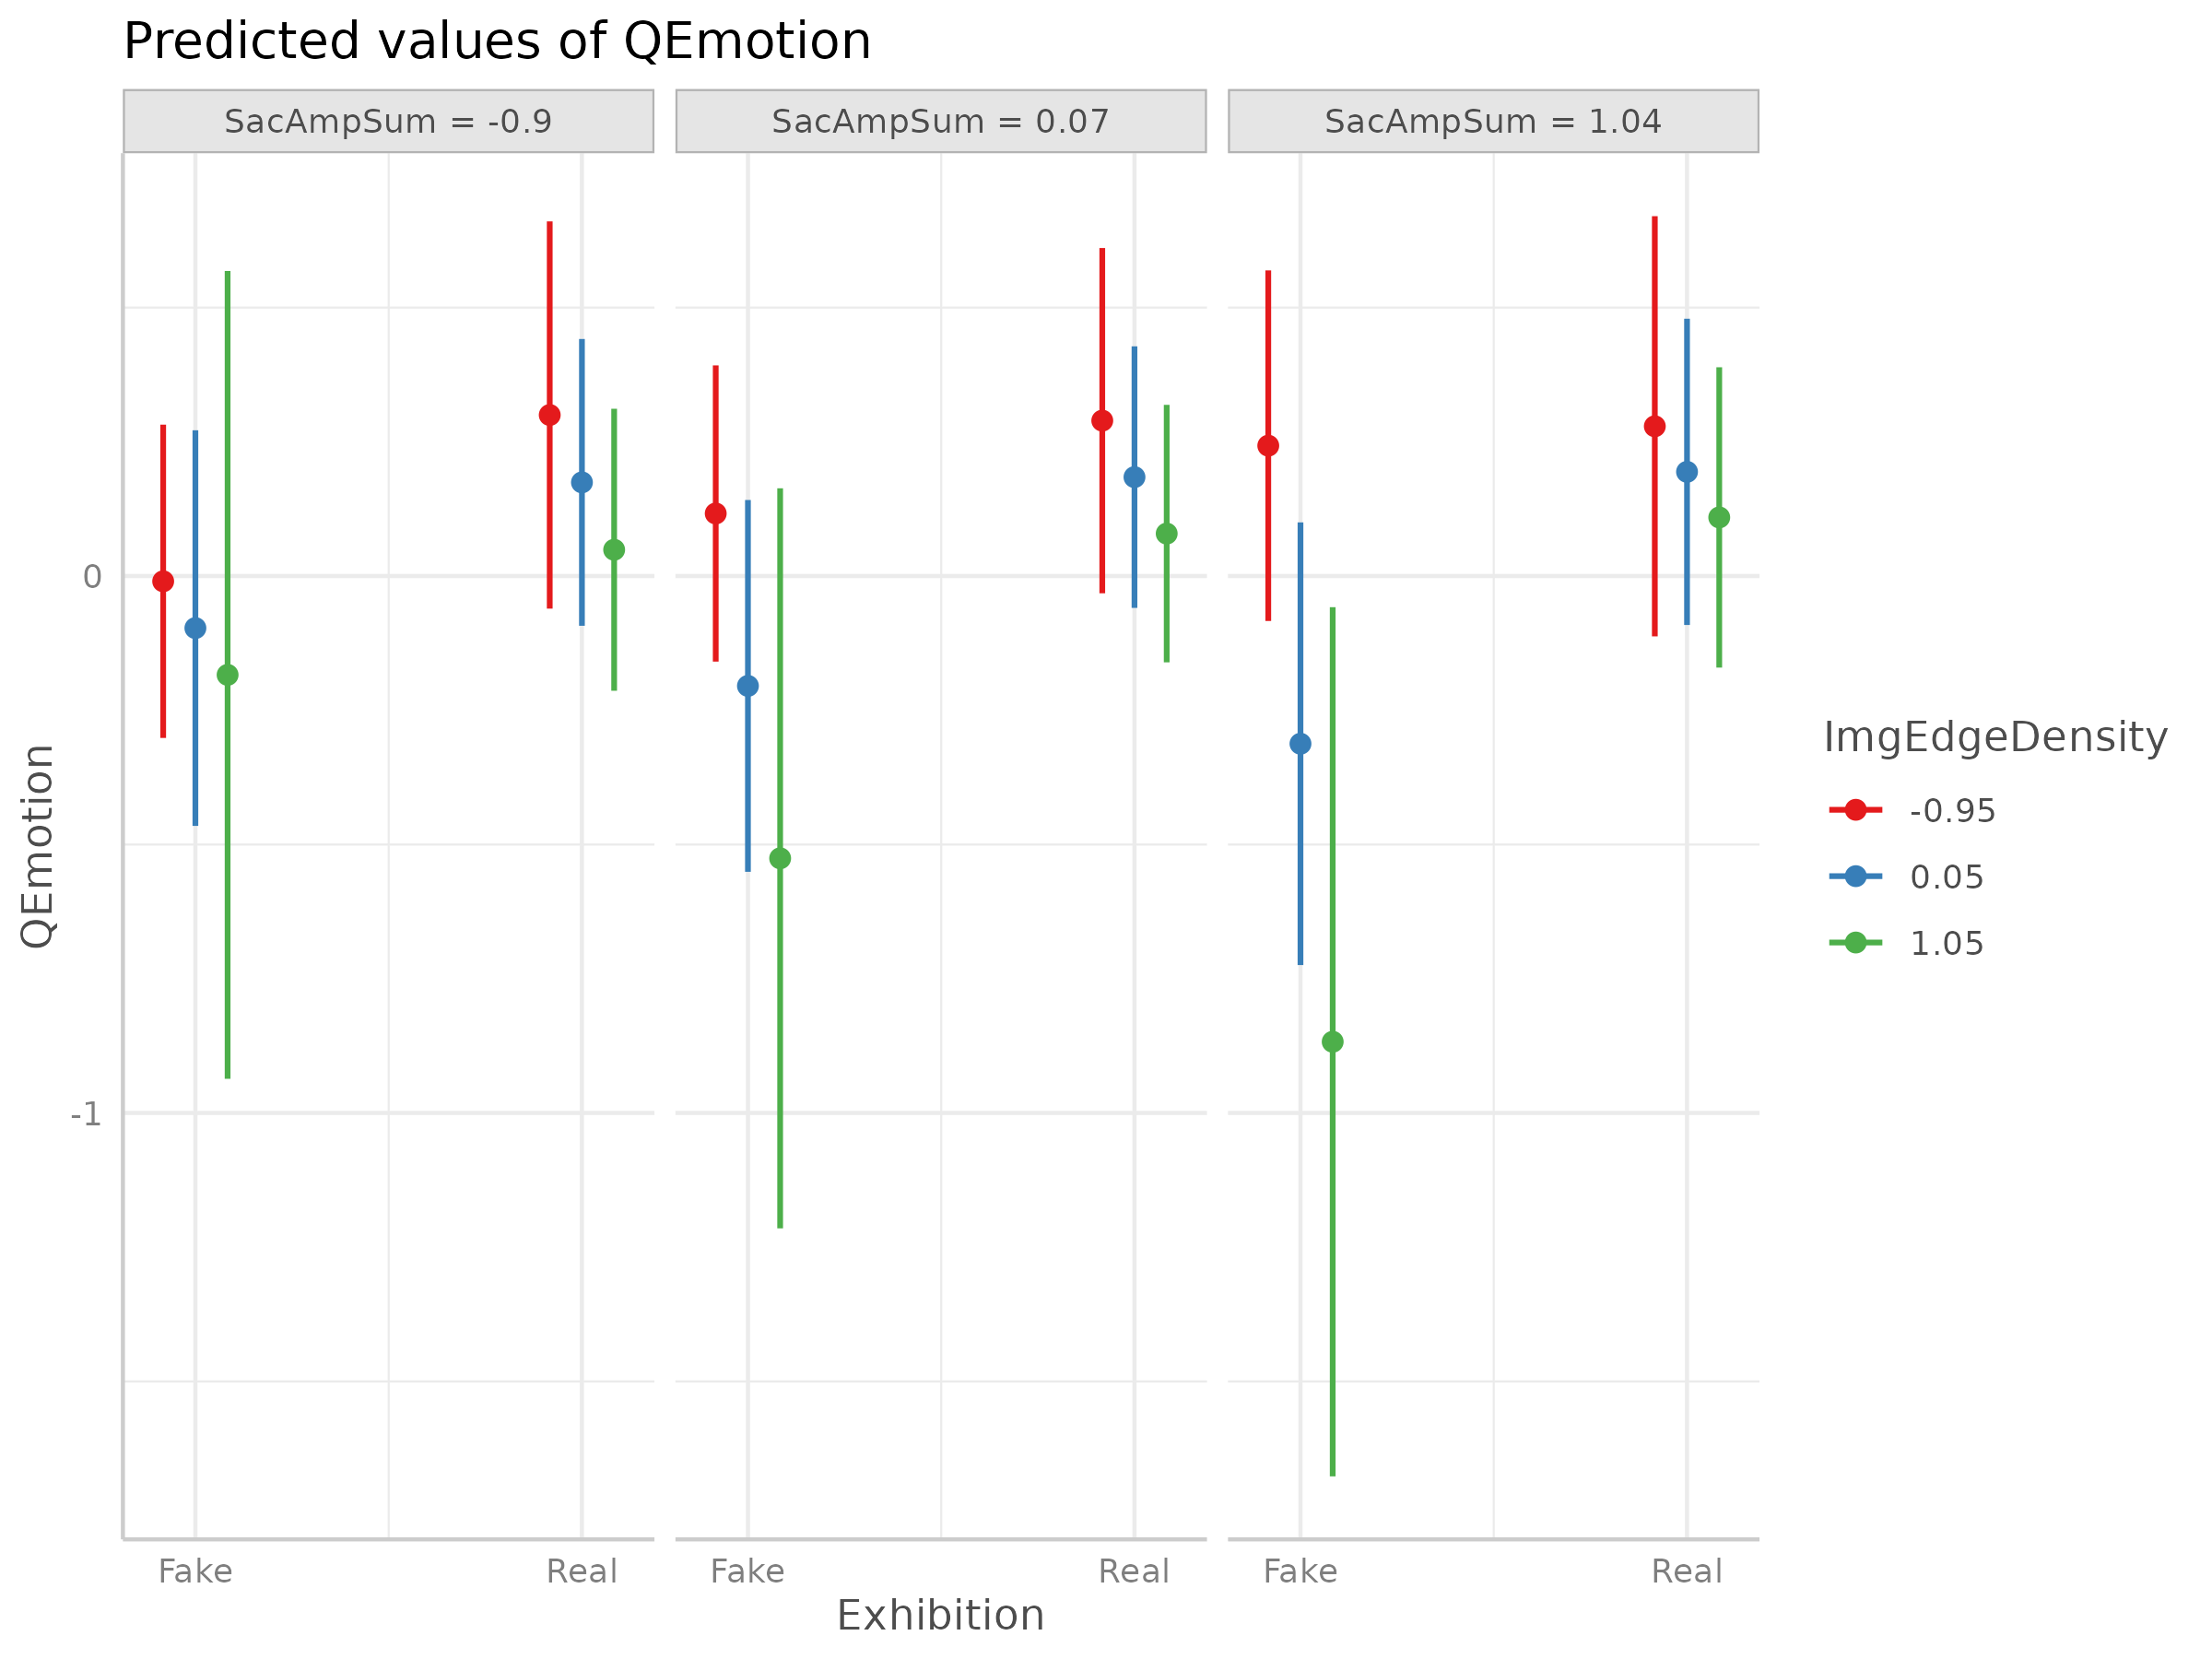 Predicted values of QEmotion
SacAmpSum = -0.9
SacAmpSum = 0.07
SacAmpSum = 1.04
QEmotion
0
-1
Fake
Real
Fake
Real
Fake
Real
Exhibition
ImgEdgeDensity
-0.95
0.05
1.05